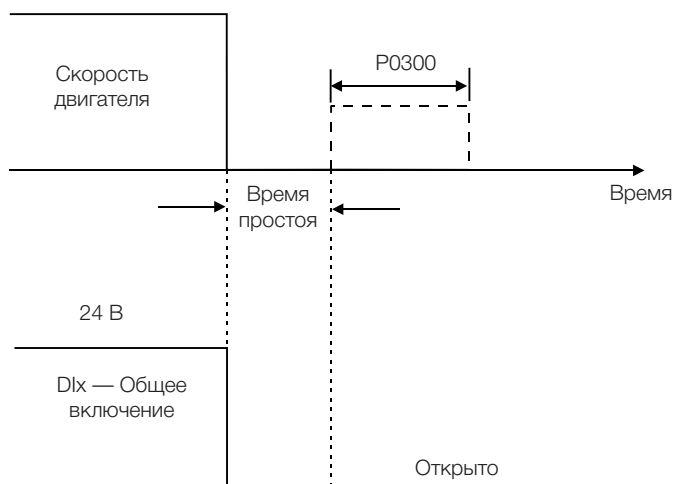 Скорость
двигателя
P0300
Время
простоя
Время
24 В
DIx — Общее
включение
Открыто